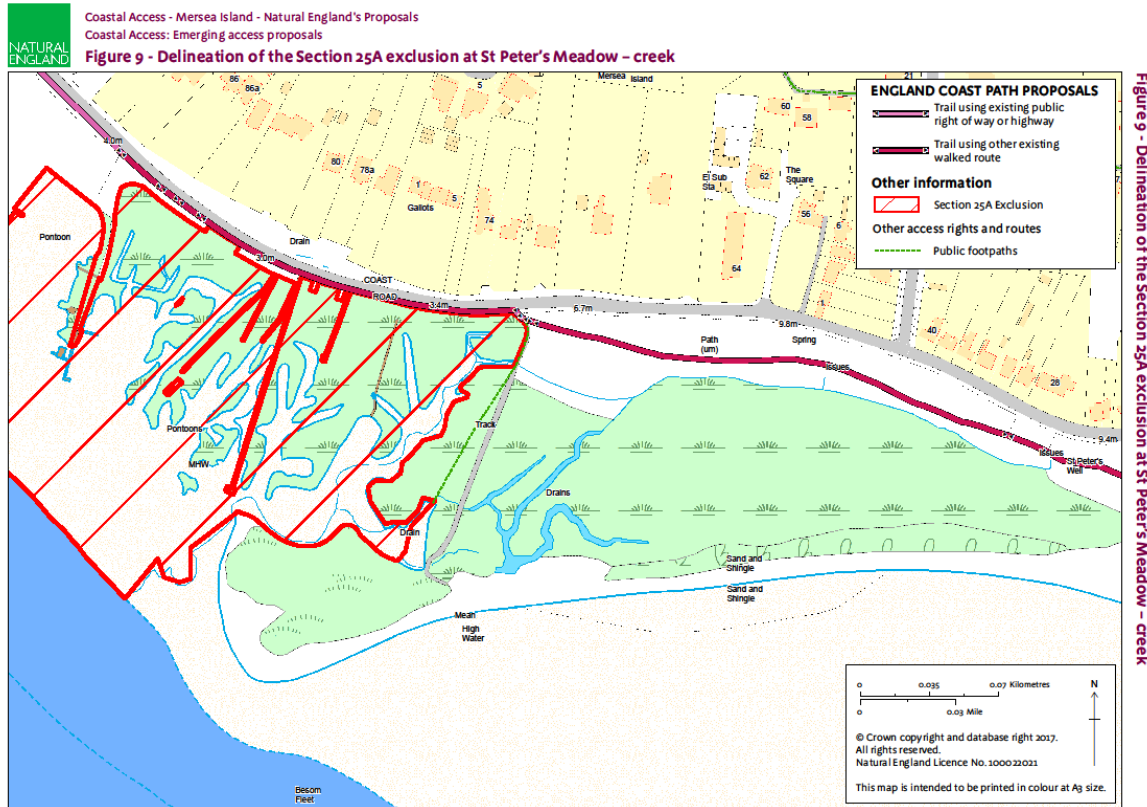 NATURAL
ENGLAND
Coastal Access - Mersea Island - Natural England's Proposals
Coastal Access: Emerging access proposals
Figure 9 - Delineation of the Section 25A exclusion at St Peter's Meadow – creek
Figure 9 - Delineation of the Section 25A exclusion at St Peter's Meadow – creek
ENGLAND COAST PATH PROPOSALS
Trail using existing public
right of way or highway
Trail using other existing
walked route
Other information
Section 25A Exclusion
Other access rights and routes
Public footpaths
Mersea Island
86
86a
5
21
60
58
4.0m
80
78a
1
5
Gallots
74
El Sub
Sta
62
The
Square
56
6
64
1
Pontoon
Drain
3.0m
COAST
ROAD
3.4m
6.7m
9.8m
Spring
Path
(um)
Issues
40
28
9.4m
Issues
St Peter's
Well
Pontoons
MHW
Track
Drains
Drain
Sand and
Shingle
Sand and
Shingle
Mean
High
Water
Besom
Fleet
0 0.035 0.07 Kilometres
0 0.03 Mile
N
© Crown copyright and database right 2017.
All rights reserved.
Natural England Licence No. 100022021
This map is intended to be printed in colour at A3 size.